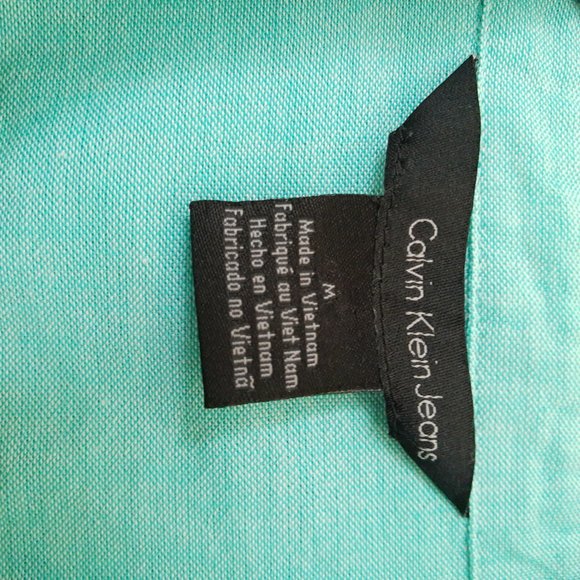 Calvin Klein Jeans
M
Made in Vietnam
Fabriqué au Viet Nam
Hecho en Vietnam
Fabricado no Vietnã